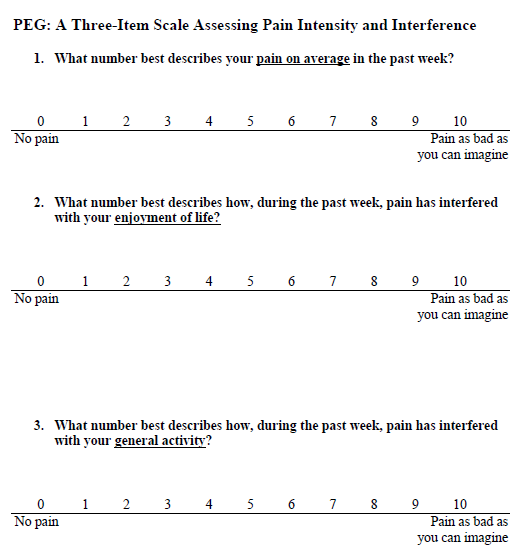 PEG: A Three-Item Scale Assessing Pain Intensity and Interference
1. What number best describes your pain on average in the past week?
0 1 2 3 4 5 6 7 8 9 10
No pain Pain as bad as
you can imagine
2. What number best describes how, during the past week, pain has interfered
with your enjoyment of life?
0 1 2 3 4 5 6 7 8 9 10
No pain Pain as bad as
you can imagine
3. What number best describes how, during the past week, pain has interfered
with your general activity?
0 1 2 3 4 5 6 7 8 9 10
No pain Pain as bad as
you can imagine